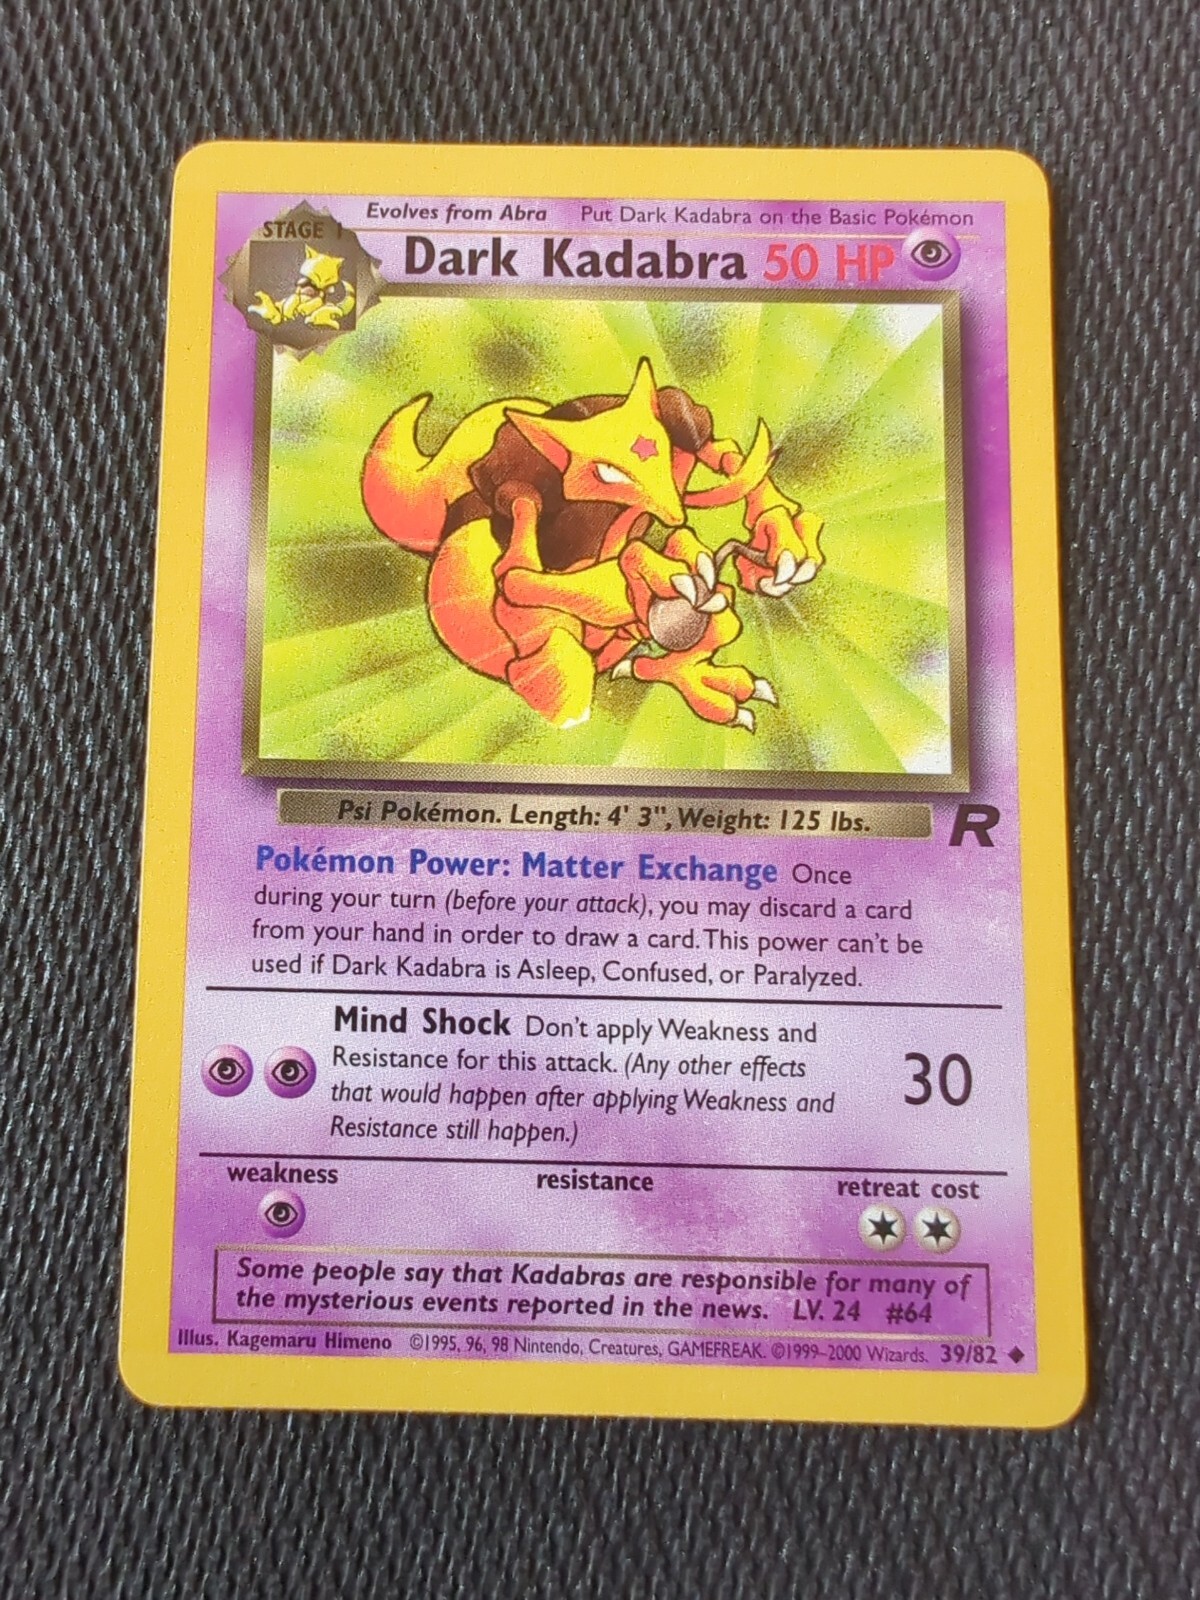 Evolves from Abra Put Dark Kadabra on the Basic Pokémon
STAGE 1
Dark Kadabra 50 HP
Psi Pokémon. Length: 4' 3", Weight: 125 lbs.
R
Pokémon Power: Matter Exchange Once
during your turn (before your attack), you may discard a card
from your hand in order to draw a card. This power can't be
used if Dark Kadabra is Asleep, Confused, or Paralyzed.
Mind Shock Don't apply Weakness and
Resistance for this attack. (Any other effects
that would happen after applying Weakness and
Resistance still happen.)
30
weakness resistance retreat cost
Some people say that Kadabras are responsible for many of
the mysterious events reported in the news. LV. 24 #64
Illus. Kagemaru Himeno ©1995, 96, 98 Nintendo, Creatures, GAMEFREAK. ©1999-2000 Wizards. 39/82